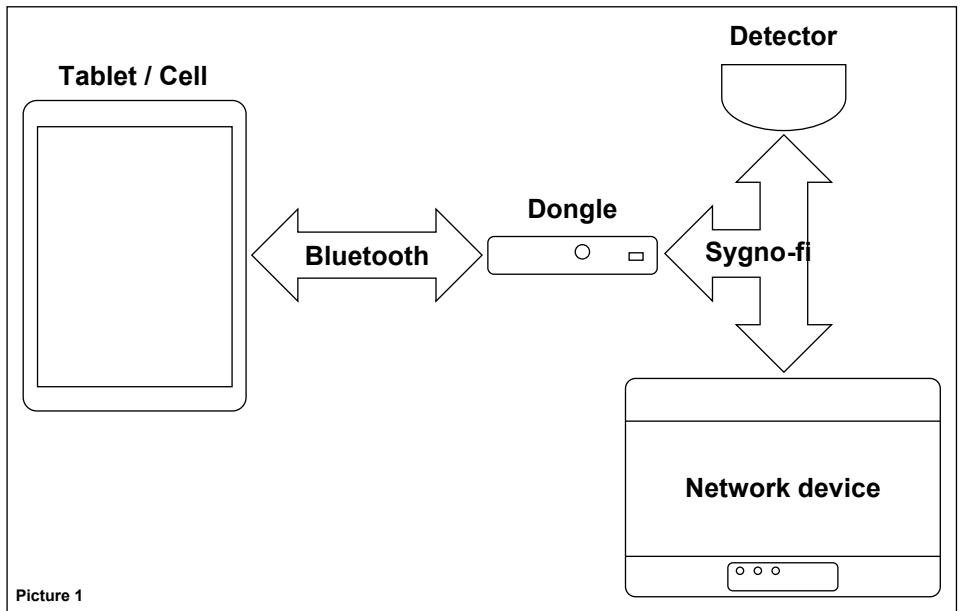 Detector
Tablet / Cell
Dongle
Bluetooth
Sygno-fi
Network device
Picture 1